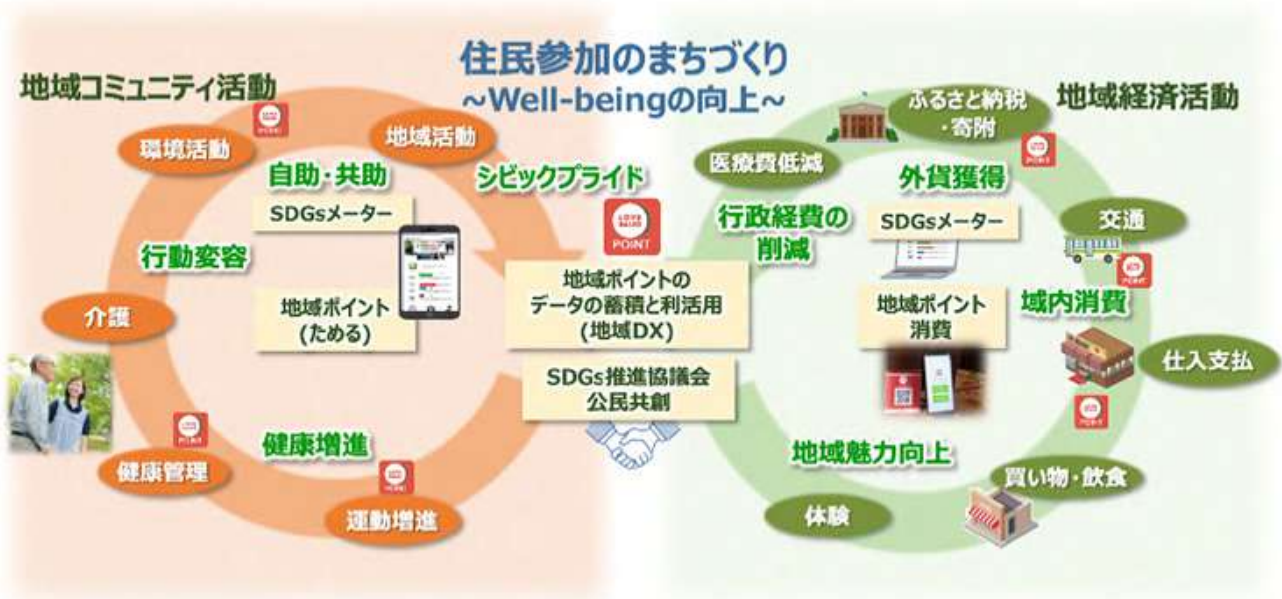 住民参加のまちづくり
~Well-beingの向上~
地域コミュニティ活動
環境活動
地域活動
自助・共助
シビックプライド
SDGsメーター
行動変容
地域ポイント
(ためる)
介護
健康管理
健康増進
運動増進
POINT
地域ポイントの
データの蓄積と利活用
(地域DX)
SDGs推進協議会
公民共創
地域経済活動
ふるさと納税
・寄附
医療費低減
外貨獲得
行政経費の
削減
SDGsメーター
交通
地域ポイント
消費
域内消費
仕入支払
地域魅力向上
買い物・飲食
体験